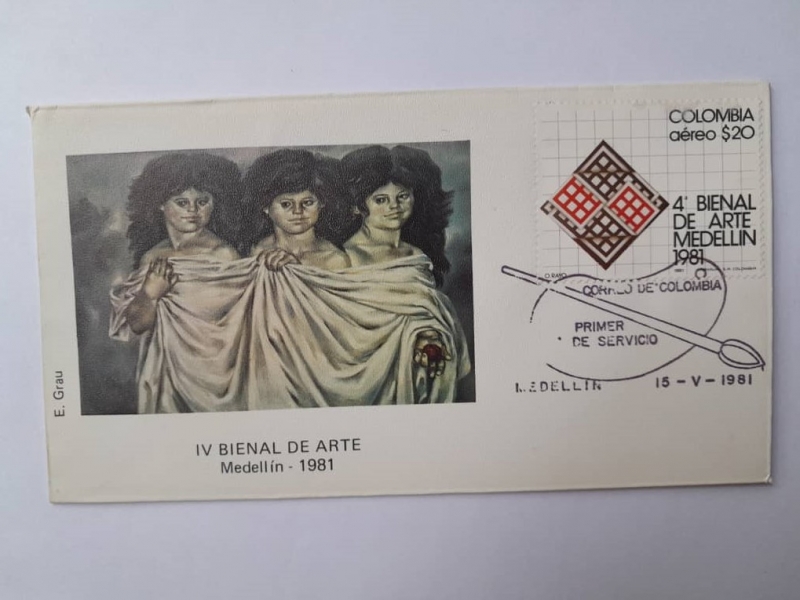 E. Grau
IV BIENAL DE ARTE
Medellín - 1981
COLOMBIA
aéreo $20
4ª BIENAL
DE ARTE
MEDELLIN
1981
CORREO DE COLOMBIA
PRIMER
DE SERVICIO
MEDELLIN 15-V-1981